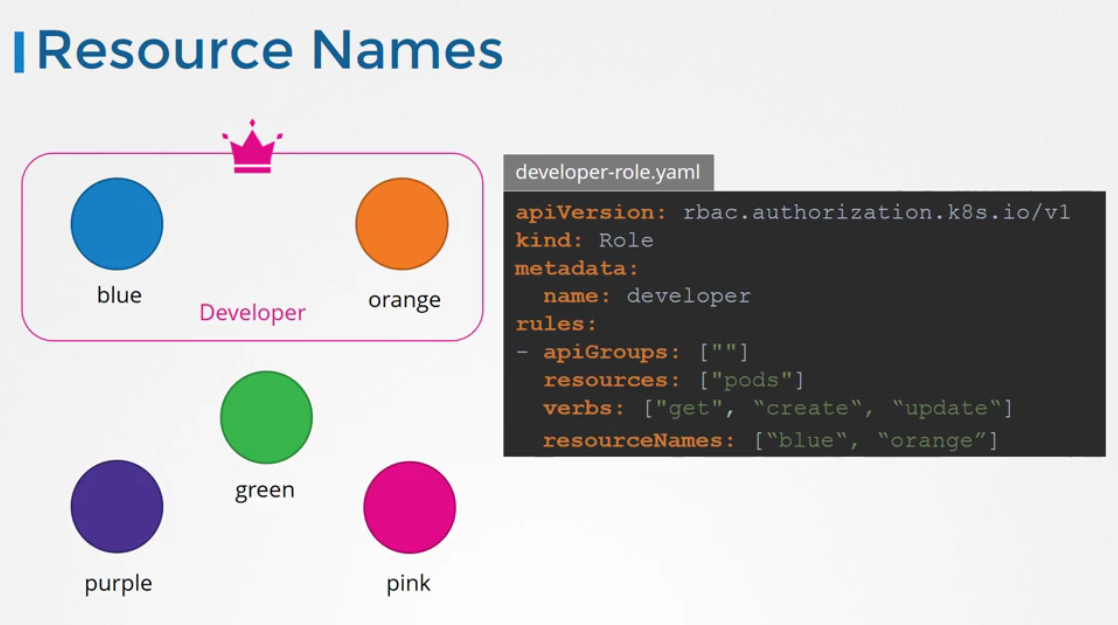 Resource Names
blue
orange
Developer
green
purple
pink
developer-role.yaml
apiVersion: rbac.authorization.k8s.io/v1
kind: Role
metadata:
  name: developer
rules:
- apiGroups: [""]
  resources: ["pods"]
  verbs: ["get", “create“, “update“]
  resourceNames: [“blue“, “orange”]